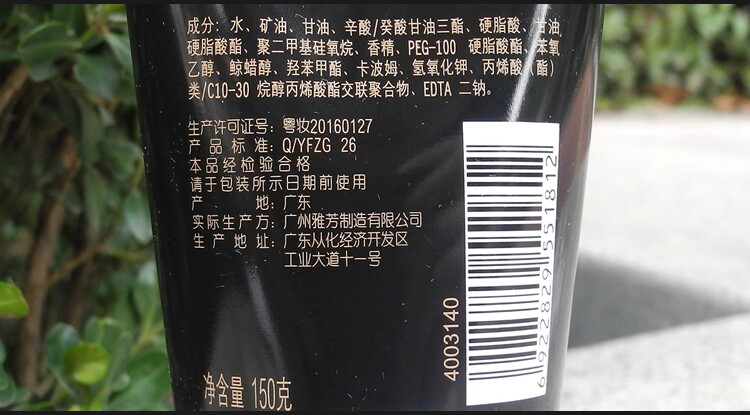 成分: 水、矿油、甘油、辛酸/癸酸甘油三酯、硬脂酸、甘油
硬脂酸酯、聚二甲基硅氧烷、香精、PEG-100 硬脂酸酯、苯氧
乙醇、鲸蜡醇、羟苯甲酯、卡波姆、氢氧化钾、丙烯酸(酯)
类/C10-30 烷醇丙烯酸酯交联聚合物、EDTA 二钠。
生产许可证号: 粤妆20160127
产品标准: Q/YFZG 26
本品经检验合格
请于包装所示日期前使用
产地: 广东
实际生产方: 广州雅芳制造有限公司
生产地址: 广东从化经济开发区
工业大道十一号
净含量 150克
4003140
6922829551812